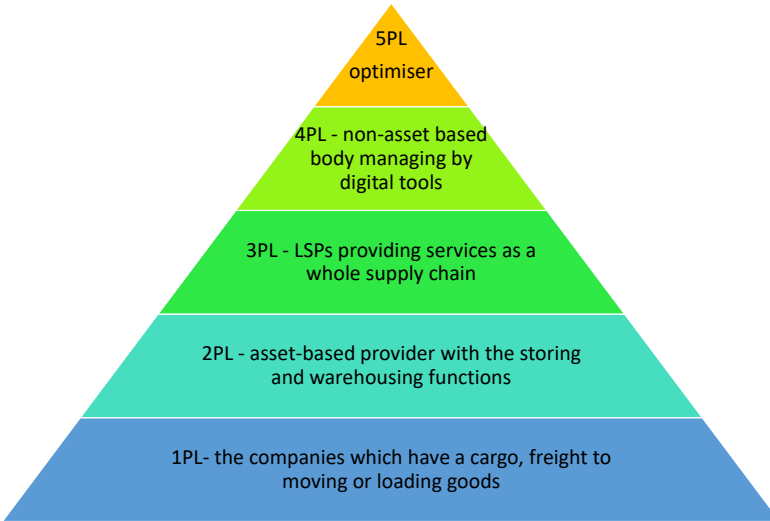 5PL
optimiser
4PL - non-asset based
body managing by
digital tools
3PL - LSPs providing services as a
whole supply chain
2PL - asset-based provider with the storing
and warehousing functions
1PL- the companies which have a cargo, freight to
moving or loading goods